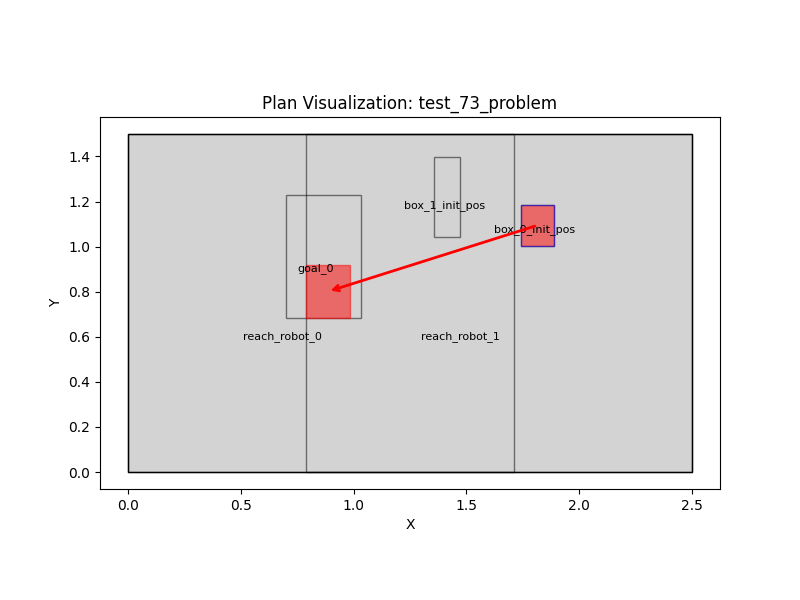 Plan Visualization: test_73_problem
1.4
1.2
1.0
0.8
0.6
0.4
0.2
0.0
Y
box_1_init_pos
box_0_init_pos
goal_0
reach_robot_0
reach_robot_1
0.0 0.5 1.0 1.5 2.0 2.5
X